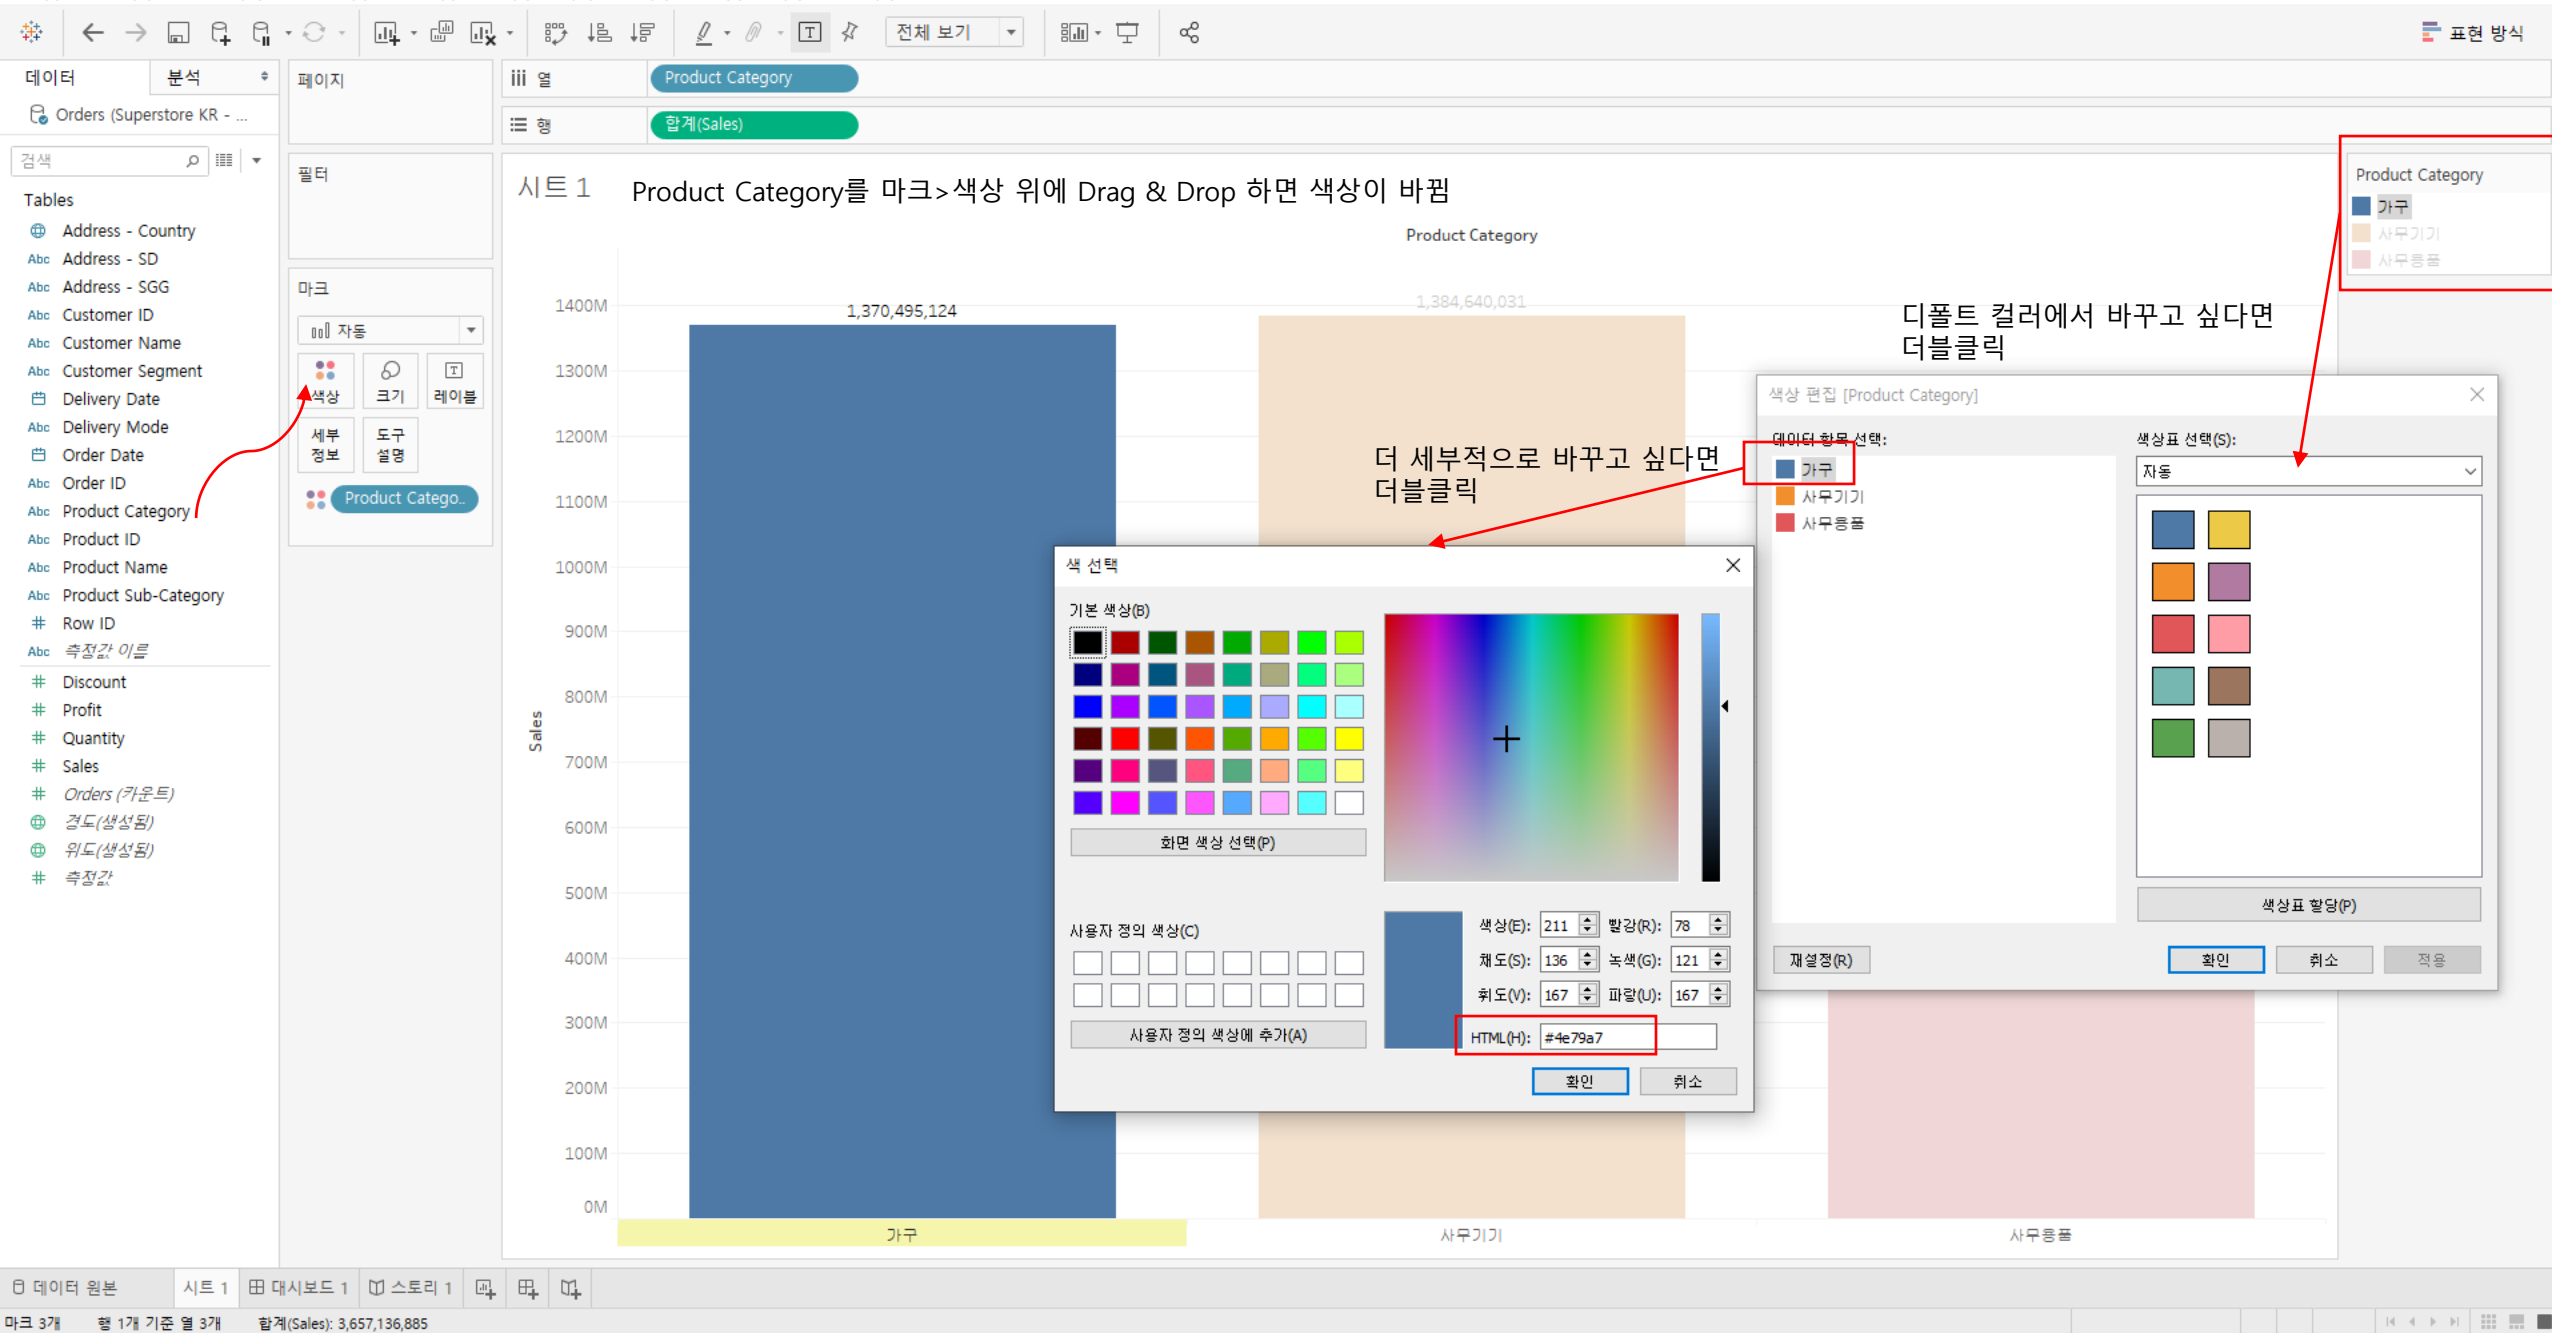 전체 보기
표현 방식
데이터
분석
Orders (Superstore KR - ...
검색
Tables
Address - Country
Abc Address - SD
Abc Address - SGG
Abc Customer ID
Abc Customer Name
Abc Customer Segment
Delivery Date
Abc Delivery Mode
Order Date
Abc Order ID
Abc Product Category
Abc Product ID
Abc Product Name
Abc Product Sub-Category
# Row ID
Abc 측정값 이름
# Discount
# Profit
# Quantity
# Sales
# Orders (카운트)
경도(생성됨)
위도(생성됨)
# 측정값
페이지
필터
마크
자동
색상
크기
레이블
세부
정보
도구
설명
Product Catego..
열
Product Category
행
합계(Sales)
시트 1
Product Category를 마크>색상 위에 Drag & Drop 하면 색상이 바뀜
Product Category
1400M
1300M
1200M
1100M
1000M
900M
800M
700M
600M
500M
400M
300M
200M
100M
0M
Sales
1,370,495,124
1,384,640,031
가구
사무기기
사무용품
Product Category
가구
사무기기
사무용품
디폴트 컬러에서 바꾸고 싶다면
더블클릭
더 세부적으로 바꾸고 싶다면
더블클릭
색상 편집 [Product Category]
데이터 항목 선택:
가구
사무기기
사무용품
색상표 선택(S):
자동
색상표 할당(P)
재설정(R)
확인
취소
적용
색 선택
기본 색상(B)
화면 색상 선택(P)
사용자 정의 색상(C)
사용자 정의 색상에 추가(A)
색상(E): 211 빨강(R): 78
채도(S): 136 녹색(G): 121
휘도(V): 167 파랑(U): 167
HTML(H): #4e79a7
확인
취소
데이터 원본
시트 1
대시보드 1
스토리 1
마크 3개
행 1개 기준 열 3개
합계(Sales): 3,657,136,885